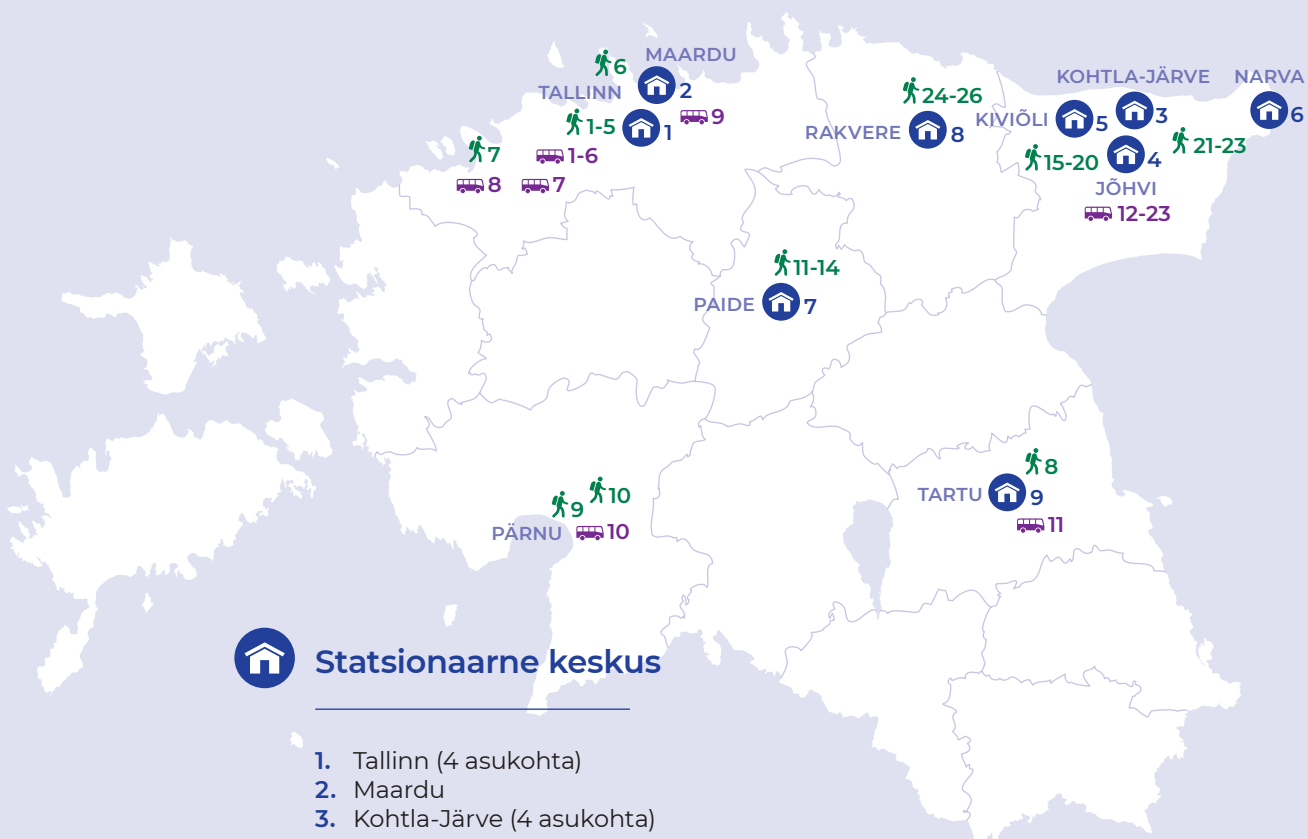 MAARDU
6
KOHTLA-JÄRVE
NARVA
TALLINN
2
24-26
9
1-5
1
RAKVERE
8
KIVIÕLI
5
3
6
7
1-6
15-20
4
21-23
8
7
JÕHVI
12-23
11-14
PAIDE
7
8
TARTU
9
10
9
11
PÄRNU
10
Statsionaarne keskus
1. Tallinn (4 asukohta)
2. Maardu
3. Kohtla-Järve (4 asukohta)